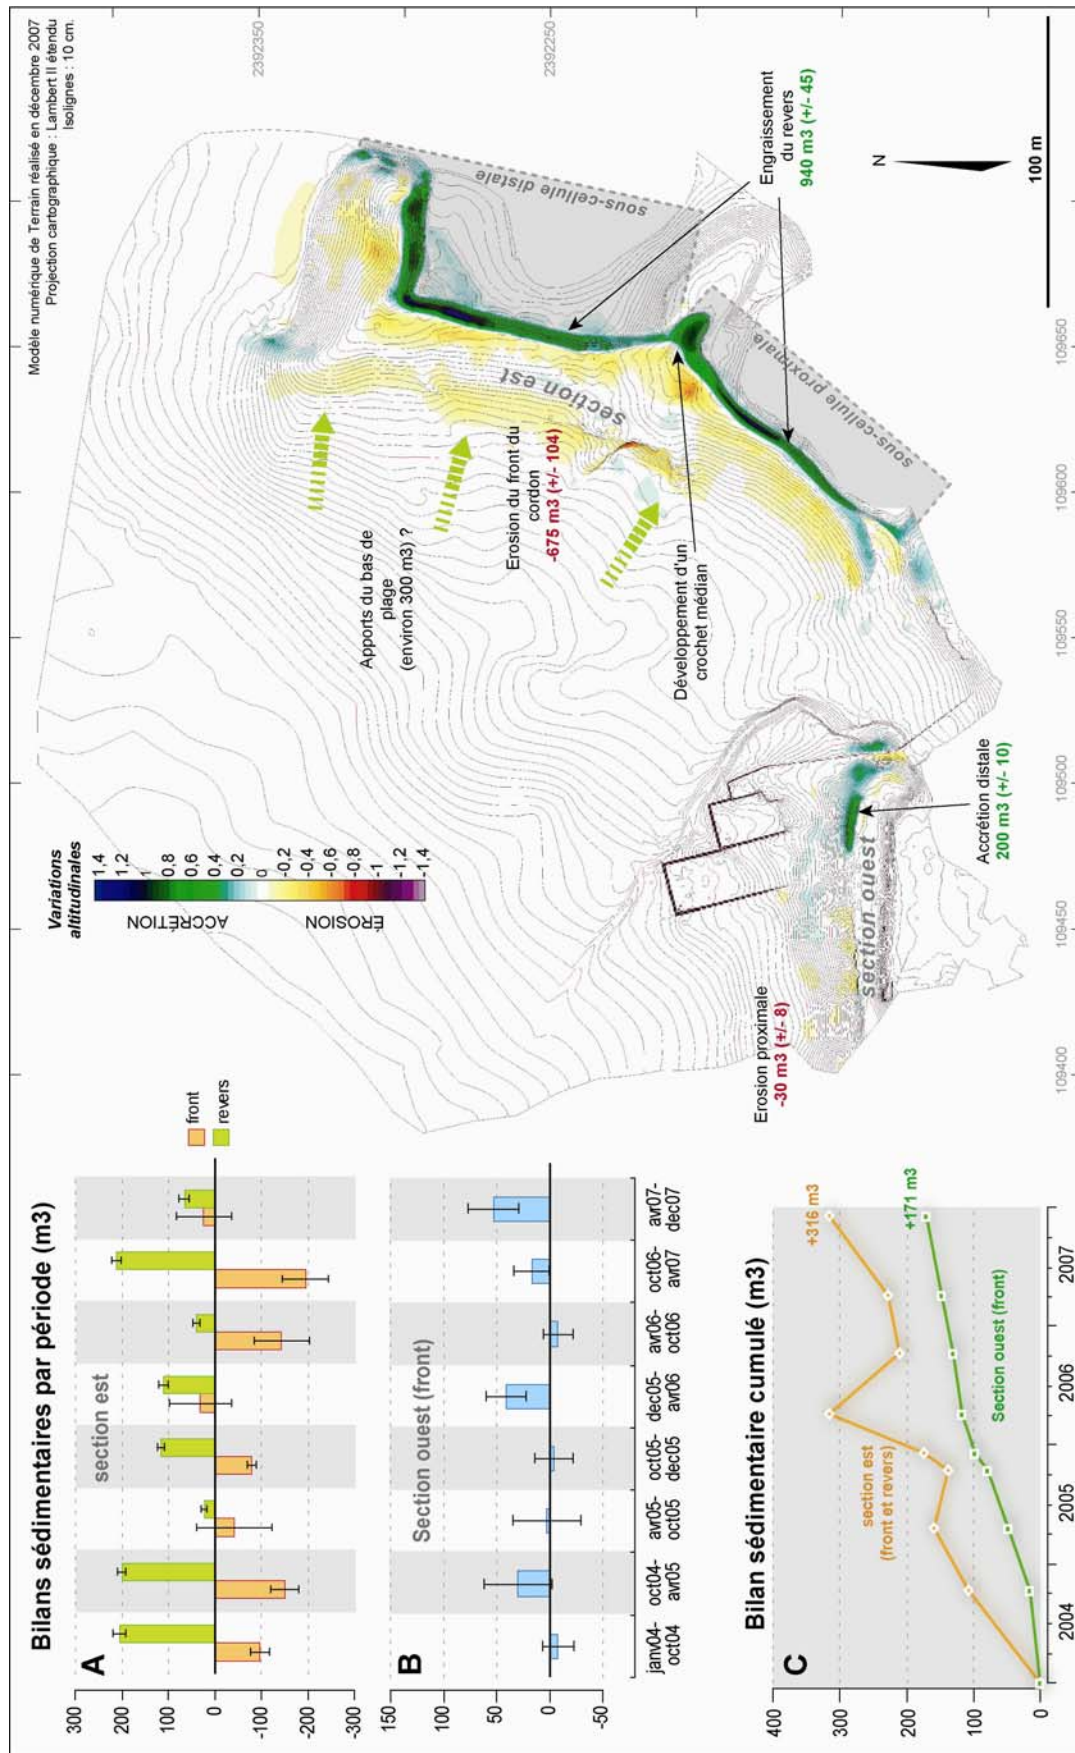 Bilans sédimentaires par période (m3)
A
section est
front
revers
300
200
100
0
-100
-200
-300
B
Section ouest (front)
150
100
50
0
-50
janv04-
oct04
oct04-
avr05
avr05-
oct05
oct05-
dec05
dec05-
avr06
avr06-
oct06
oct06-
avr07
avr07-
dec07
Bilan sédimentaire cumulé (m3)
C
400
300
200
100
0
section est
(front et revers)
Section ouest (front)
+316 m3
+171 m3
2004
2005
2006
2007
Variations
altitudinales
ACCRÉTION
ÉROSION
1,4
1,2
1
0,8
0,6
0,4
0,2
0
-0,2
-0,4
-0,6
-0,8
-1
-1,2
-1,4
Modèle numérique de Terrain réalisé en décembre 2007
Projection cartographique : Lambert II étendu
Isolignes : 10 cm.
2392350
2392250
Apports du bas de
plage
(environ 300 m3) ?
Erosion du front du
cordon
-675 m3 (+/- 104)
Développement d'un
crochet médian
section est
sous-cellule distale
sous-cellule proximale
Engraissement
du revers
940 m3 (+/- 45)
N
100 m
Erosion proximale
-30 m3 (+/- 8)
section ouest
Accrétion distale
200 m3 (+/- 10)
109400
109450
109500
109550
109600
109650